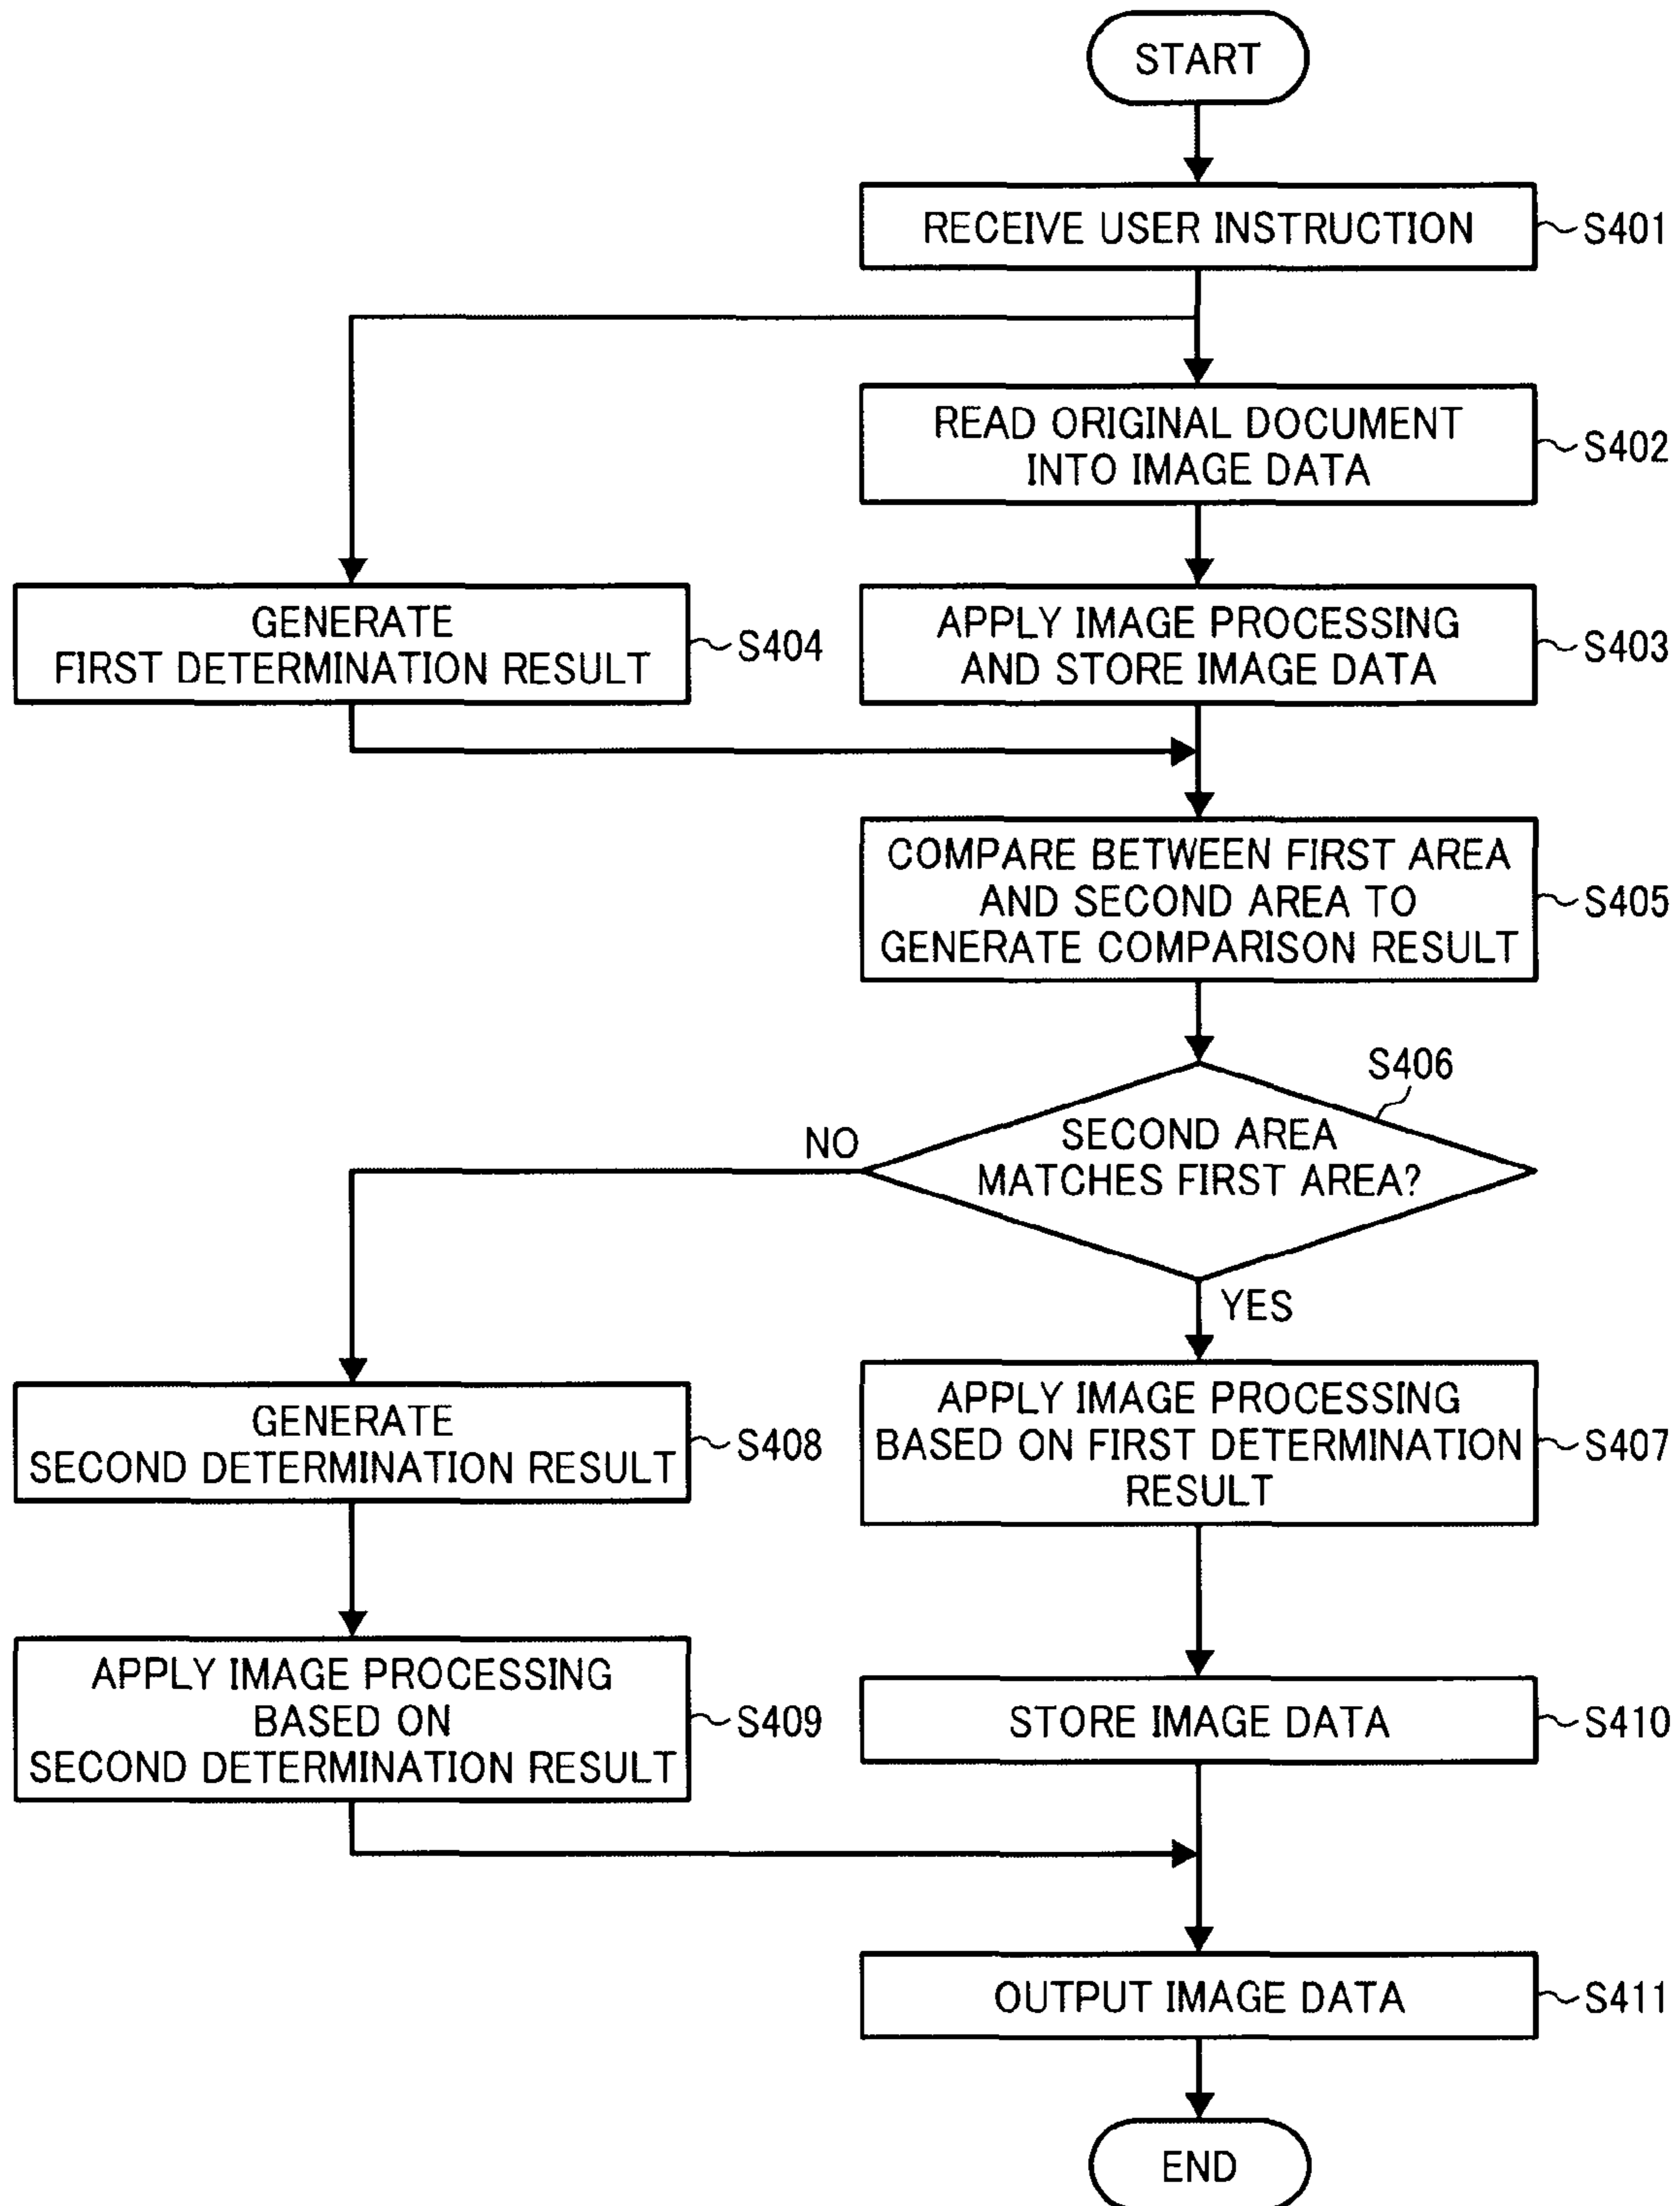 START
RECEIVE USER INSTRUCTION
S401
READ ORIGINAL DOCUMENT
INTO IMAGE DATA
S402
GENERATE
FIRST DETERMINATION RESULT
S404
APPLY IMAGE PROCESSING
AND STORE IMAGE DATA
S403
COMPARE BETWEEN FIRST AREA
AND SECOND AREA TO
GENERATE COMPARISON RESULT
S405
S406
SECOND AREA
MATCHES FIRST AREA?
NO
YES
GENERATE
SECOND DETERMINATION RESULT
S408
APPLY IMAGE PROCESSING
BASED ON FIRST DETERMINATION
RESULT
S407
APPLY IMAGE PROCESSING
BASED ON
SECOND DETERMINATION RESULT
S409
STORE IMAGE DATA
S410
OUTPUT IMAGE DATA
S411
END